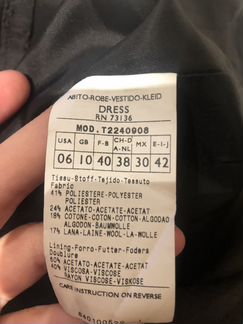 ABITO-ROBE-VESTIDO-KLEID
DRESS
RN 73136
MOD. T2240908
USA GB F-B CH-D A-NL MX E-I-J
06 10 40 38 30 42
Tissu-Stoff-Tejido-Tessuto
Fabric
41% POLIESTERE-POLYESTER
POLIESTER
24% ACETATO-ACETATE-ACETAT
18% COTONE-COTON-COTTON-ALGODAO
ALGODON-BAUMWOLLE
17% LANA-LAINE-WOOL-LA-WOLLE
Lining-Forro-Futter-Fodera
Doublure
60% ACETATO-ACETATE-ACETAT
40% VISCOSA-VISCOSE
RAYON VISCOSE-VISKOSE
CARE INSTRUCTION ON REVERSE